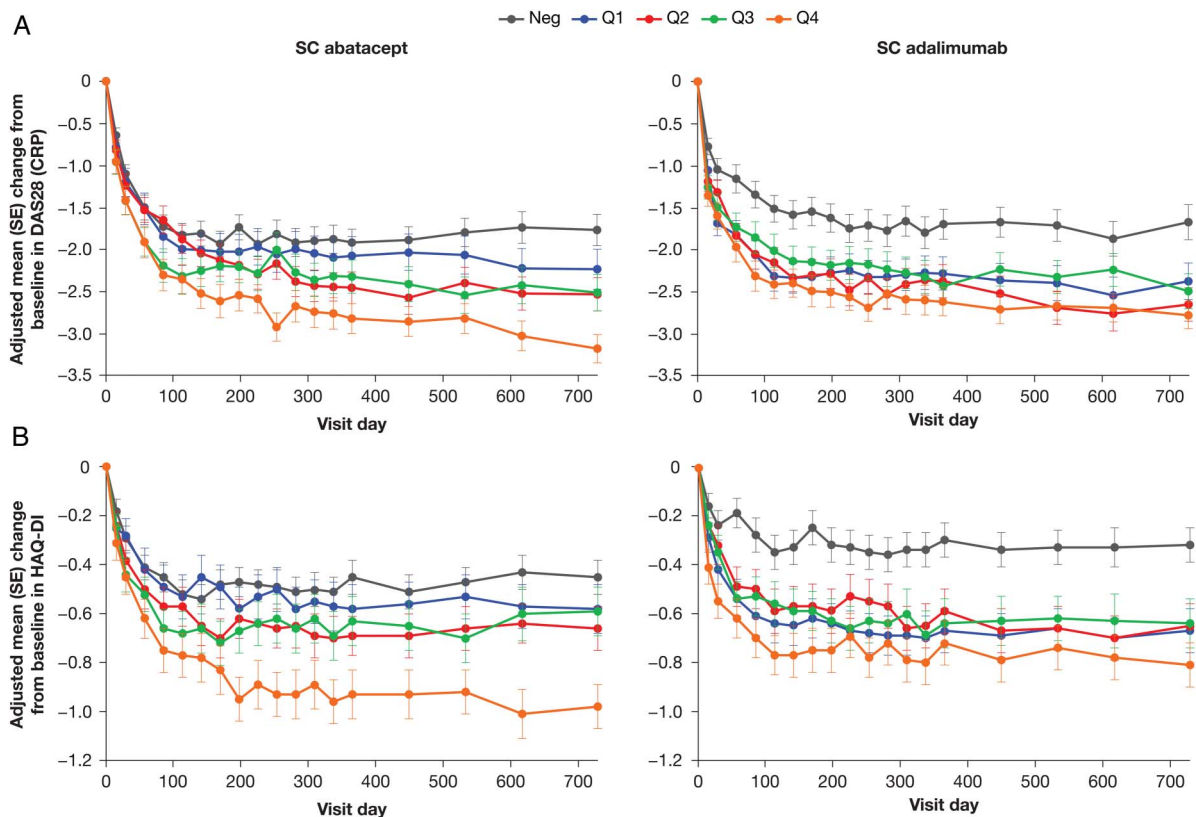 Neg Q1 Q2 Q3 Q4
A
SC abatacept
SC adalimumab
Adjusted mean (SE) change from
baseline in DAS28 (CRP)
0
−0.5
−1.0
−1.5
−2.0
−2.5
−3.0
−3.5
0 100 200 300 400 500 600 700
Visit day
0
−0.5
−1.0
−1.5
−2.0
−2.5
−3.0
−3.5
0 100 200 300 400 500 600 700
Visit day
B
Adjusted mean (SE) change
from baseline in HAQ-DI
0
−0.2
−0.4
−0.6
−0.8
−1.0
−1.2
0 100 200 300 400 500 600 700
Visit day
0
−0.2
−0.4
−0.6
−0.8
−1.0
−1.2
0 100 200 300 400 500 600 700
Visit day